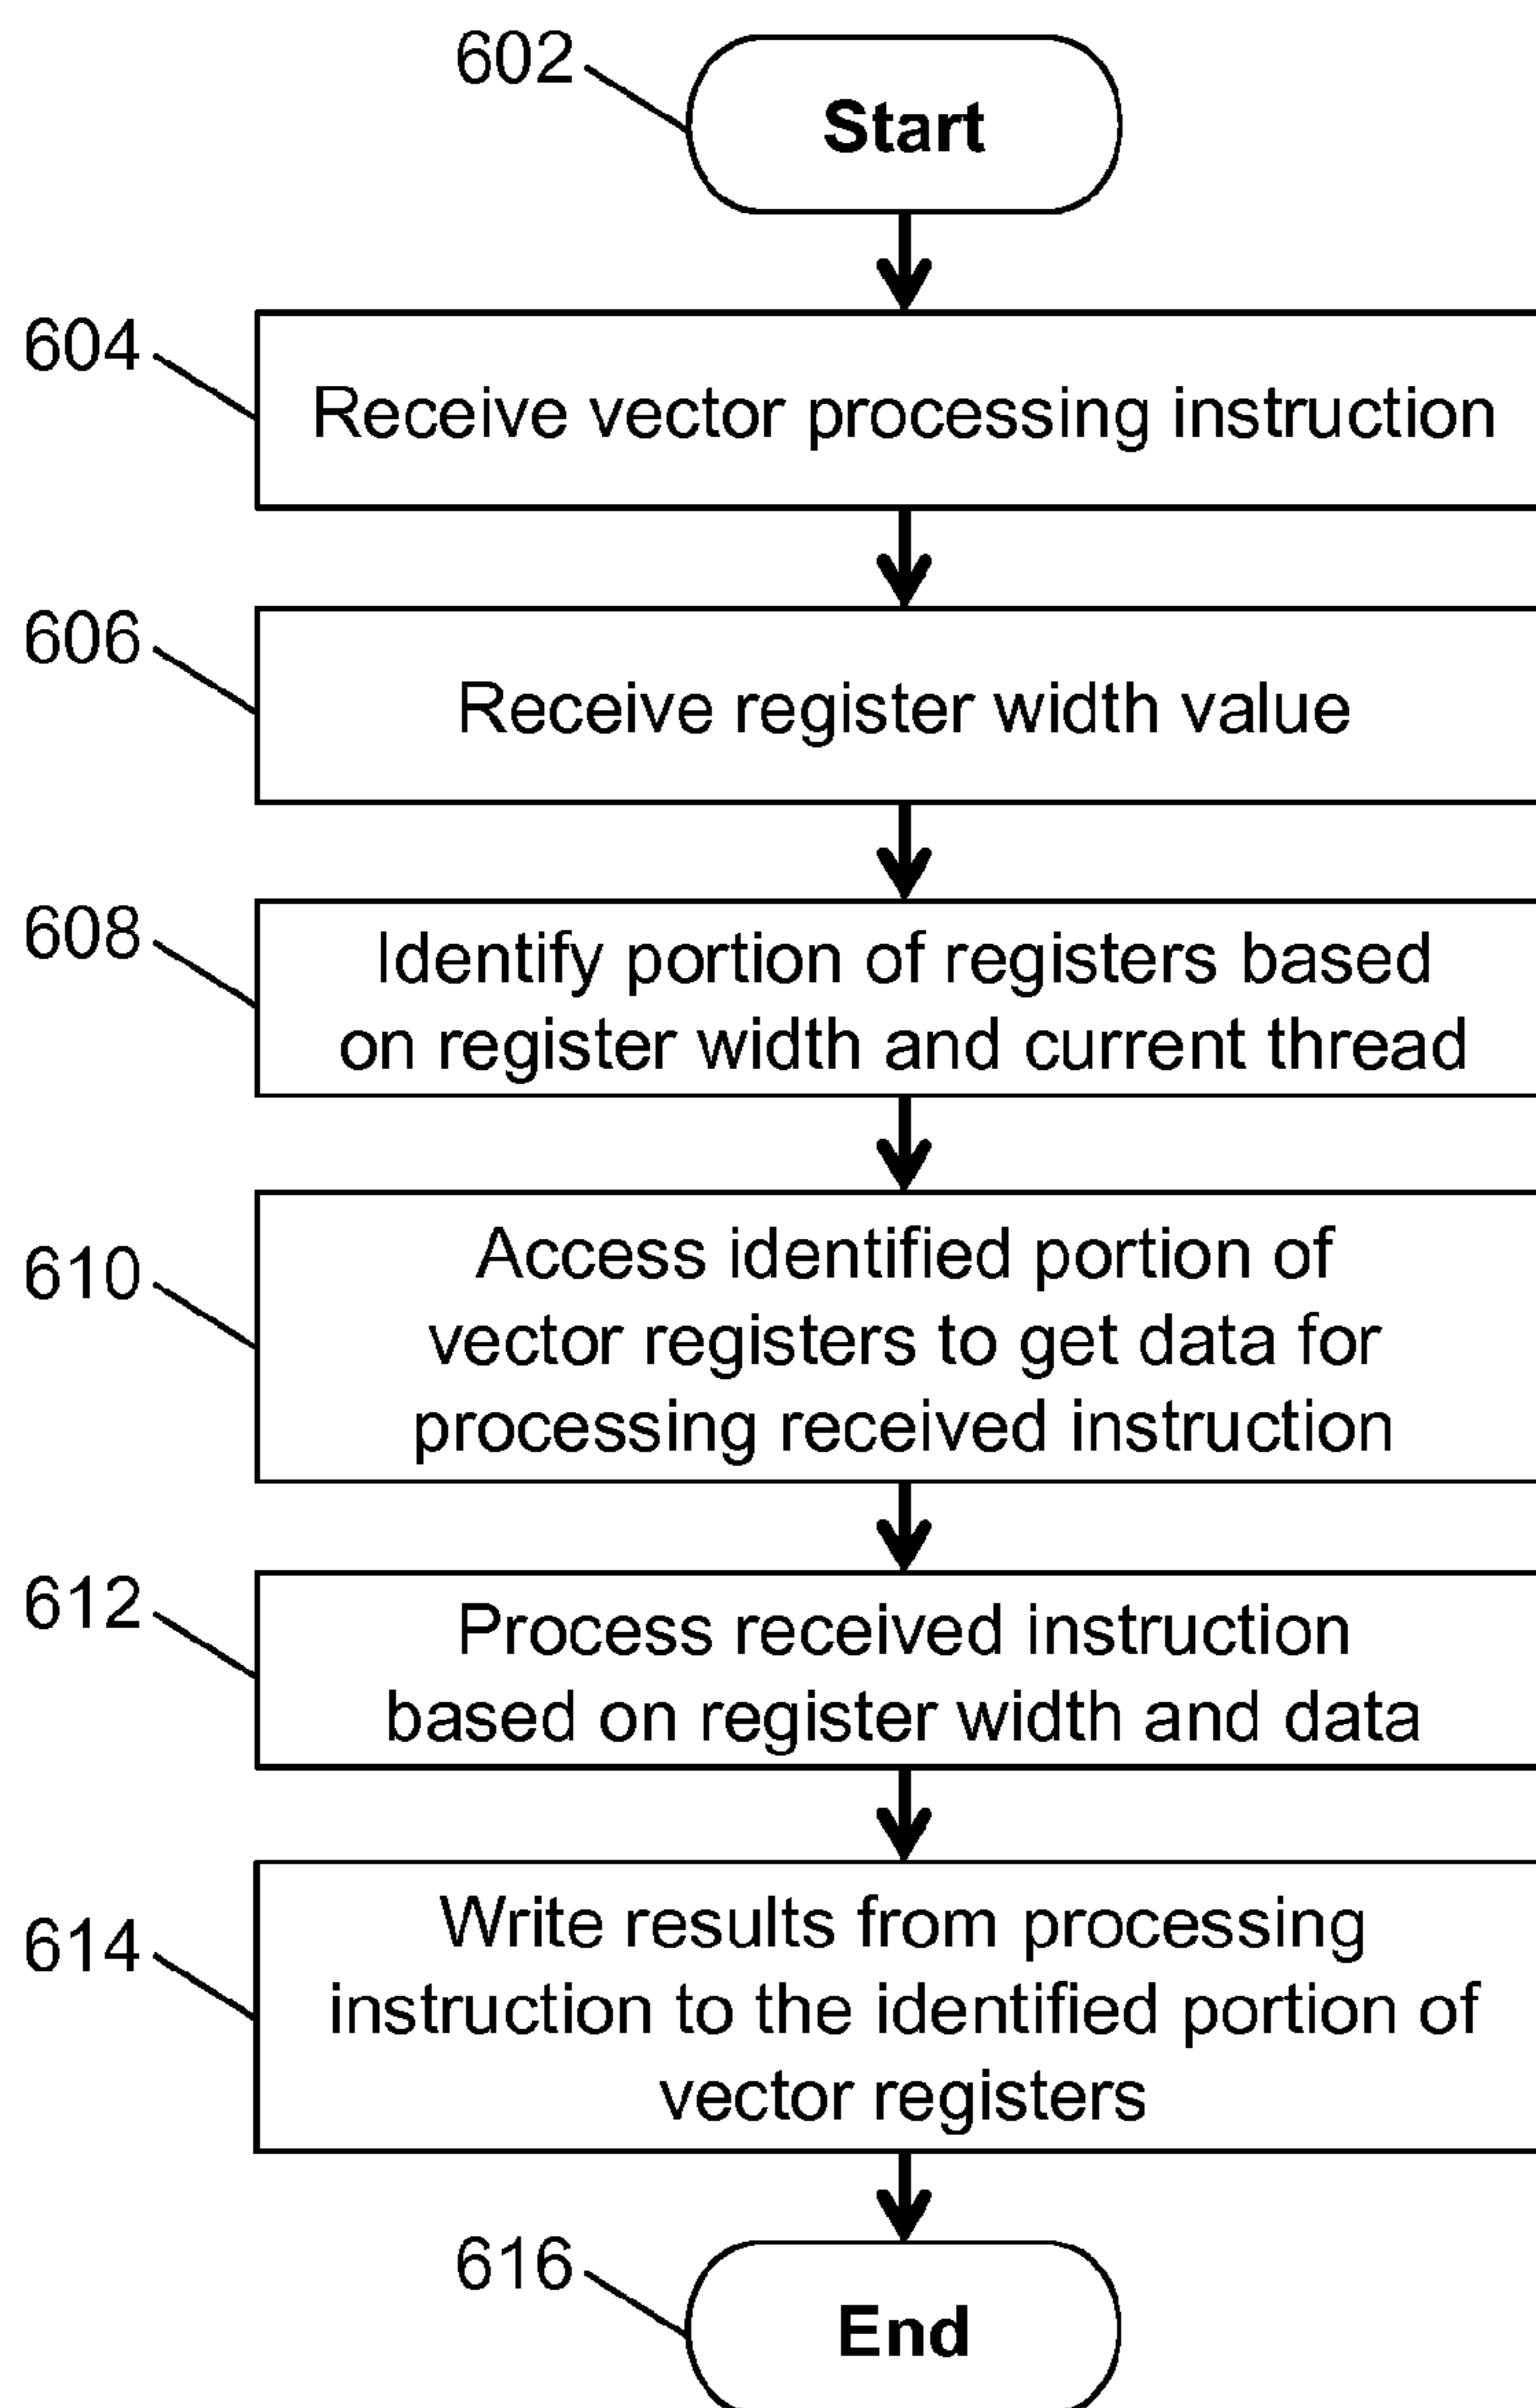 602
Start
604
Receive vector processing instruction
606
Receive register width value
608
Identify portion of registers based
on register width and current thread
610
Access identified portion of
vector registers to get data for
processing received instruction
612
Process received instruction
based on register width and data
614
Write results from processing
instruction to the identified portion of
vector registers
616
End